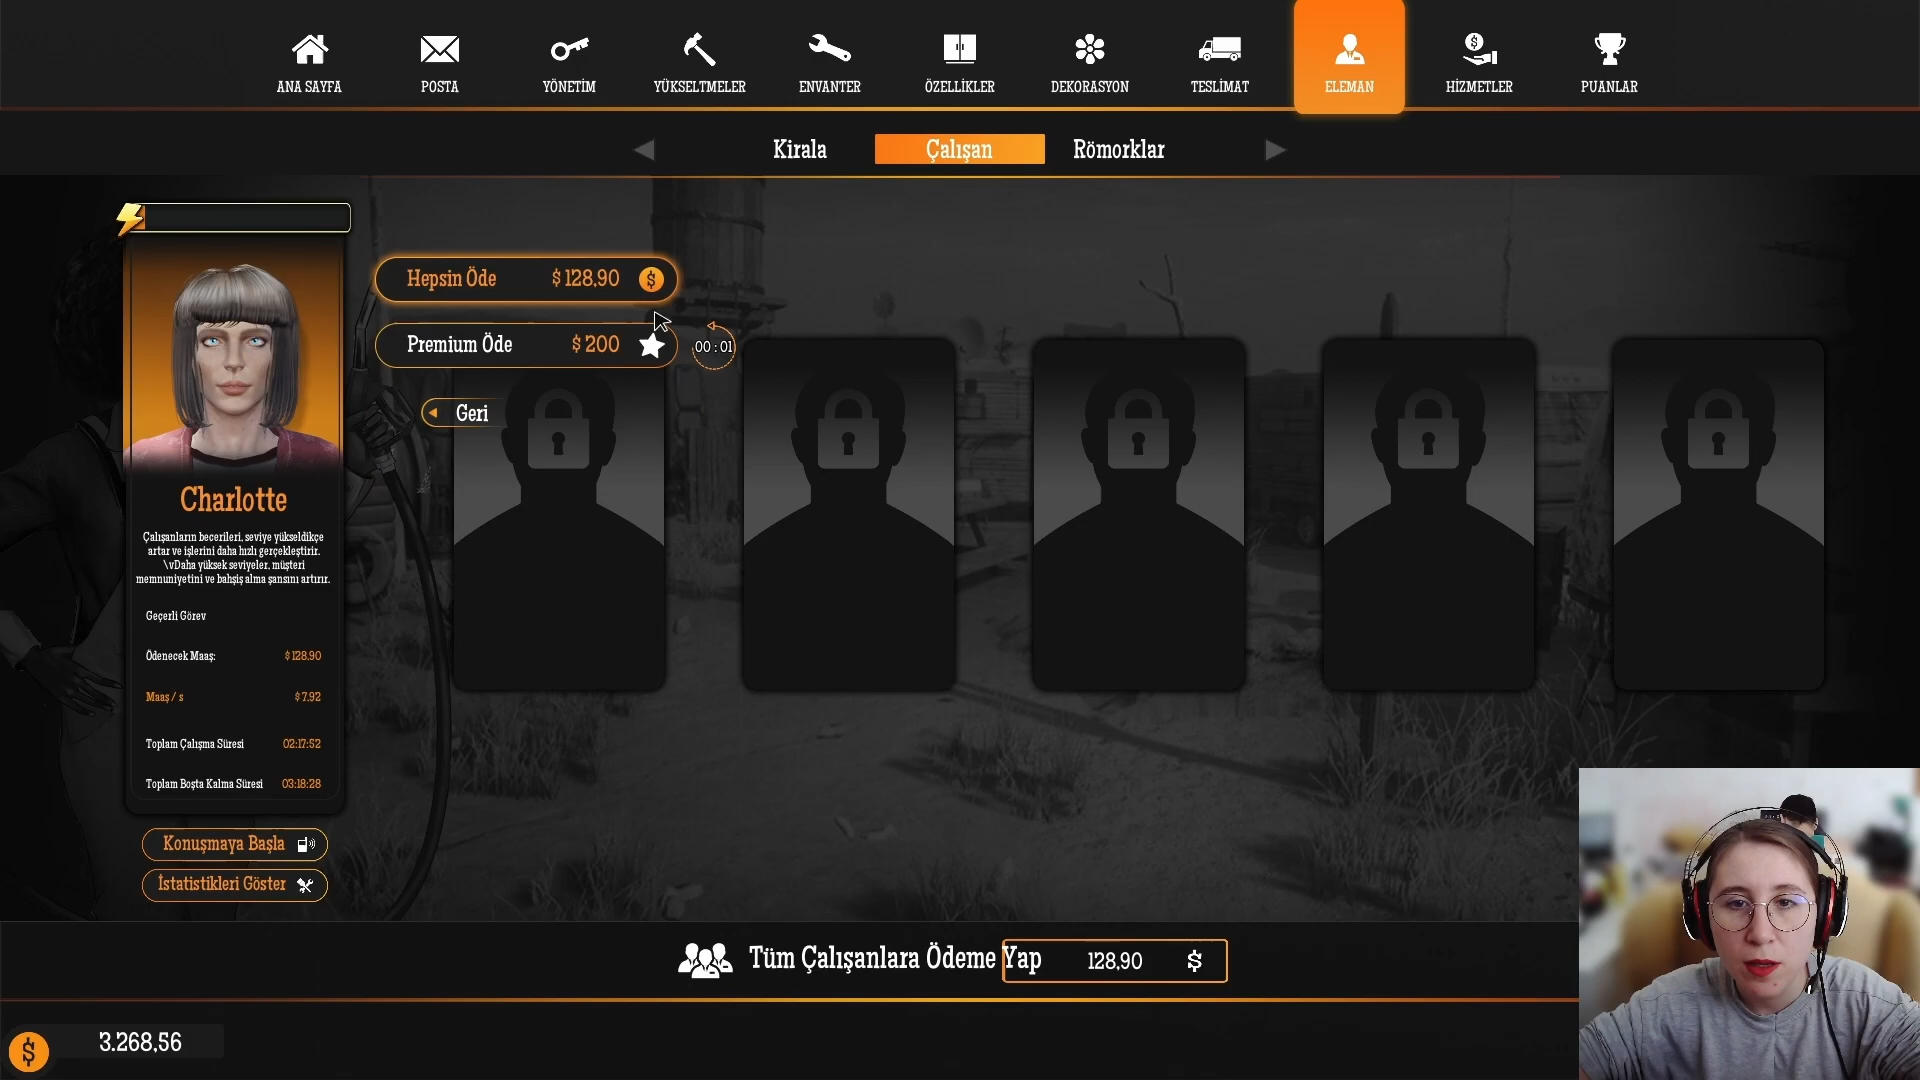 ANA SAYFA
POSTA
YÖNETİM
YÜKSELTMELER
ENVANTER
ÖZELLİKLER
DEKORASYON
TESLİMAT
ELEMAN
HİZMETLER
PUANLAR
Kirala
Çalışan
Römorklar
Hepsin Öde $ 128,90 $
Premium Öde $ 200
00 : 01
Geri
Charlotte
Çalışanların becerileri, seviye yükseldikçe
artar ve işlerini daha hızlı gerçekleştirir.
\vDaha yüksek seviyeler, müşteri
memnuniyetini ve bahşiş alma şansını artırır.
Geçerli Görev
Ödenecek Maaş: $ 128,90
Maaş / s $ 7.92
Toplam Çalışma Süresi 02:17:52
Toplam Boşta Kalma Süresi 03:18:28
Konuşmaya Başla
İstatistikleri Göster
Tüm Çalışanlara Ödeme Yap 128,90 $
$ 3.268,56